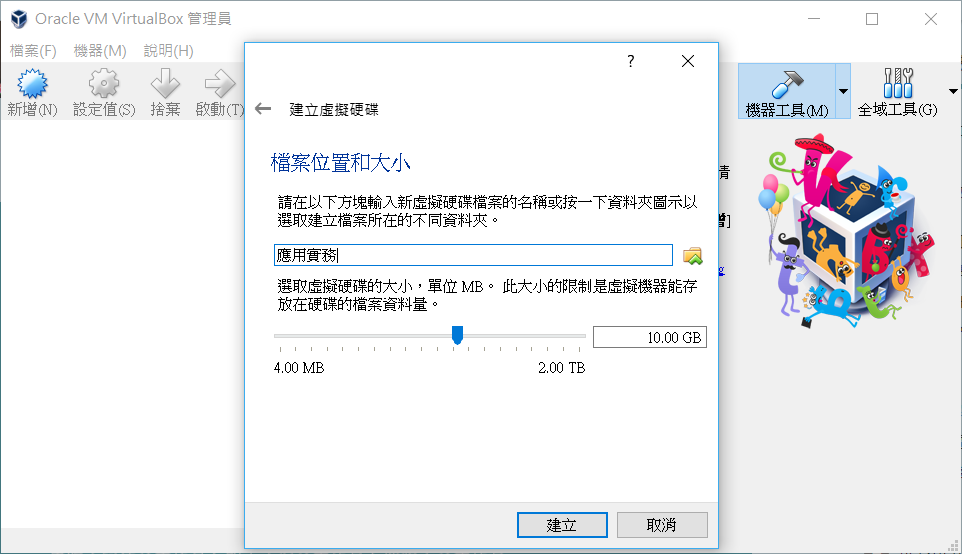 Oracle VM VirtualBox 管理員
檔案(F) 機器(M) 說明(H)
新增(N) 設定值(S) 捨棄 啟動(T)
機器工具(M) 全域工具(G)
?
建立虛擬硬碟
檔案位置和大小
請在以下方塊輸入新虛擬硬碟檔案的名稱或按一下資料夾圖示以
選取建立檔案所在的不同資料夾。
應用實務
選取虛擬硬碟的大小，單位 MB。 此大小的限制是虛擬機器能存
放在硬碟的檔案資料量。
10.00 GB
4.00 MB 2.00 TB
建立 取消